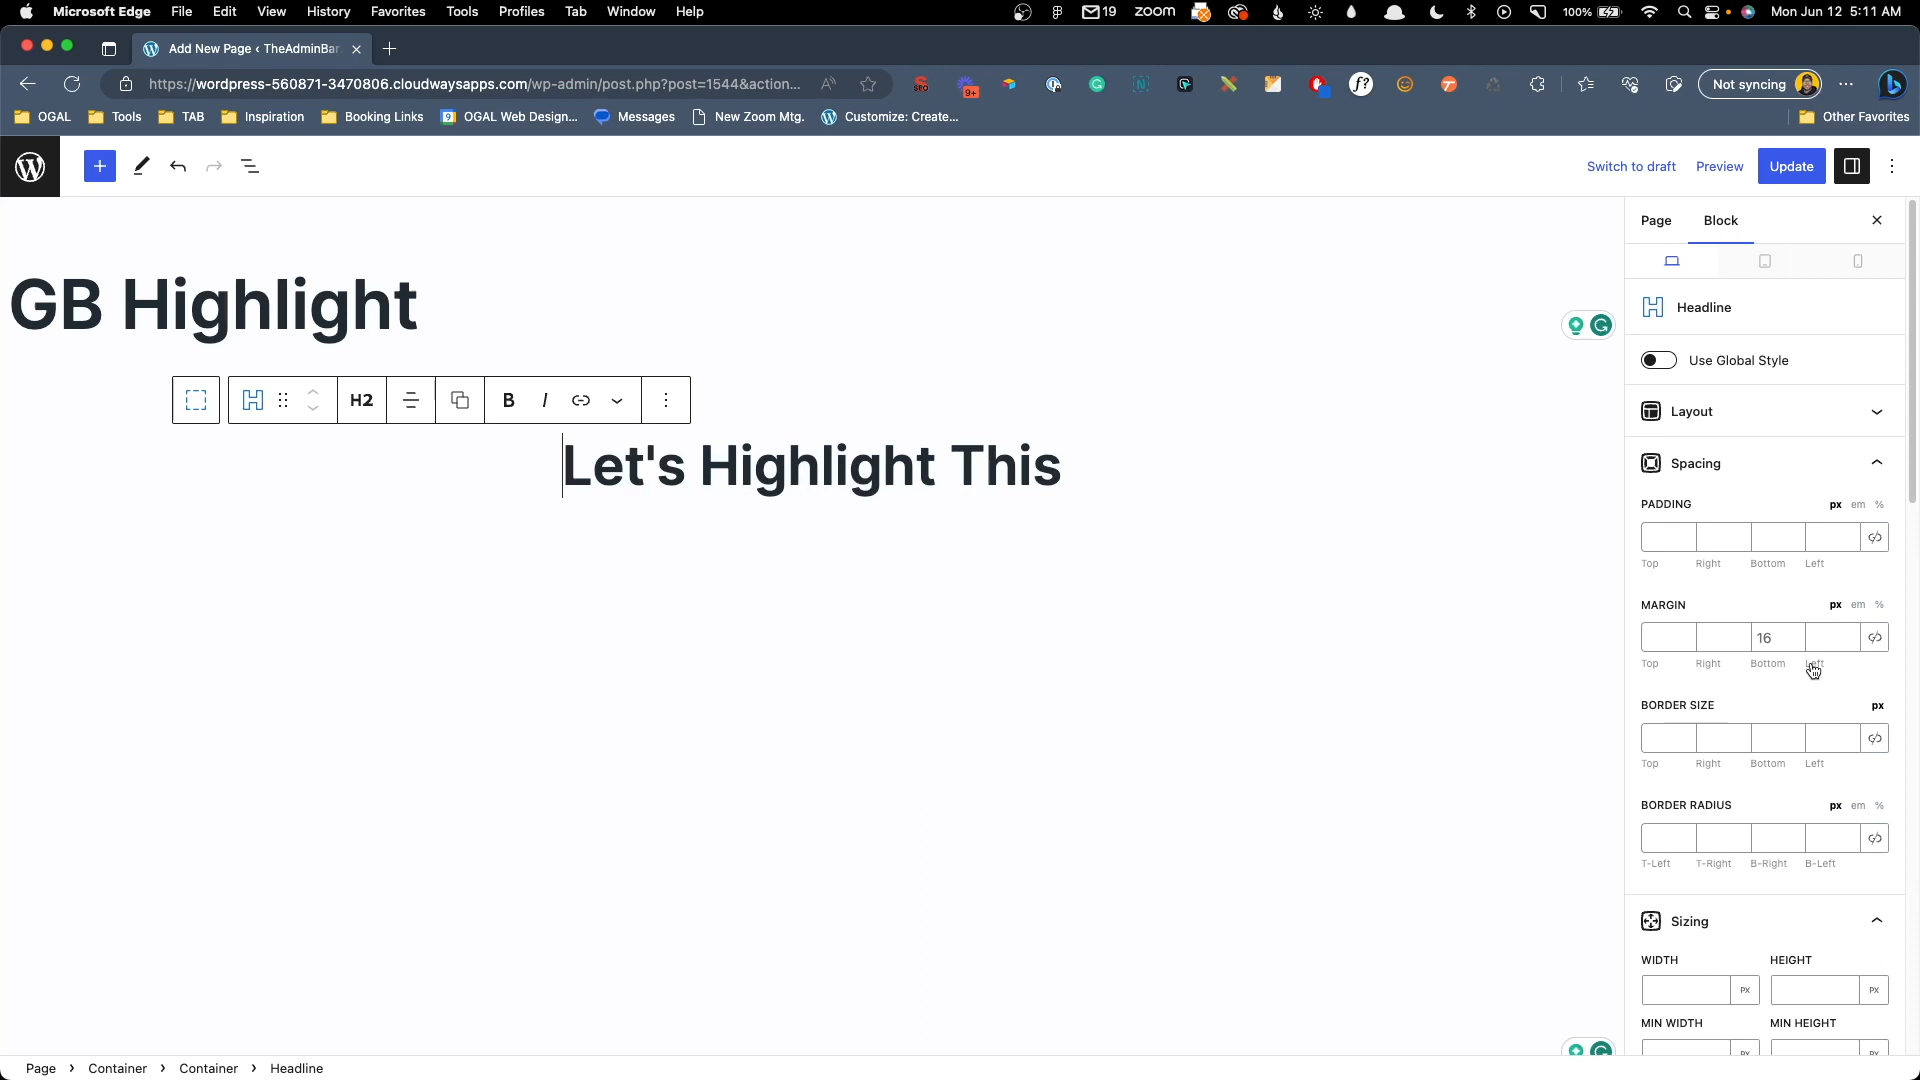 Microsoft Edge File Edit View History Favorites Tools Profiles Tab Window Help 19 zoom 100% Mon Jun 12 5:11 AM
Add New Page ‹ TheAdminBar
https://wordpress-560871-3470806.cloudwaysapps.com/wp-admin/post.php?post=1544&action... SEO 9+ f? Not syncing
OGAL Tools TAB Inspiration Booking Links OGAL Web Design... Messages New Zoom Mtg. Customize: Create... Other Favorites
Switch to draft Preview Update
Page Block
GB Highlight
Headline
Use Global Style
H2 B I
Layout
Let's Highlight This
Spacing
PADDING px em %
Top Right Bottom Left
MARGIN px em %
16
Top Right Bottom Left
BORDER SIZE px
Top Right Bottom Left
BORDER RADIUS px em %
T-Left T-Right B-Right B-Left
Sizing
WIDTH HEIGHT
PX PX
MIN WIDTH MIN HEIGHT
PX PX
Page › Container › Container › Headline